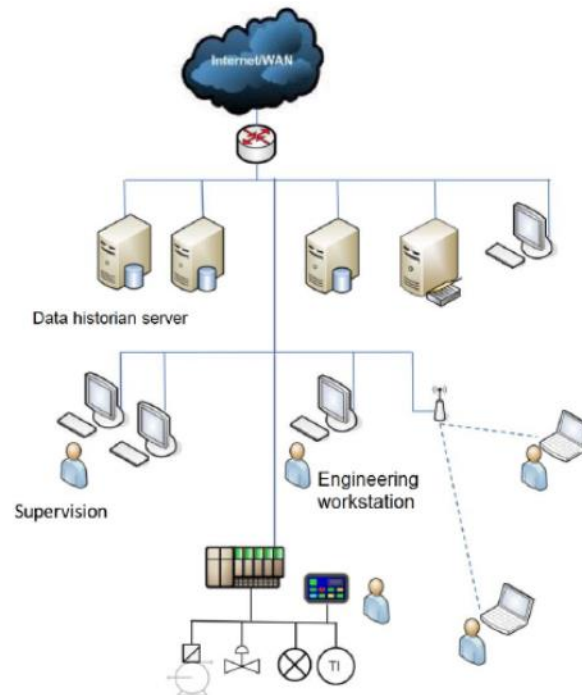 Internet/WAN
Data historian server
Supervision
Engineering
workstation
TI